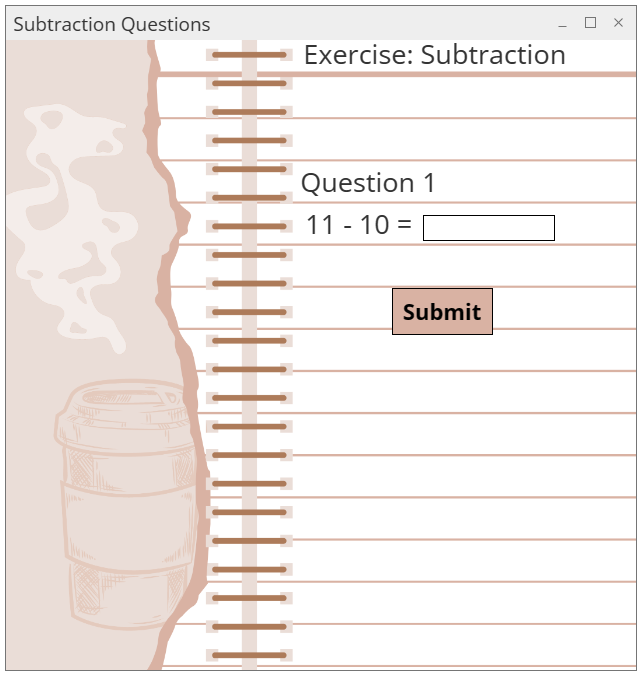 Subtraction Questions
Exercise: Subtraction
Question 1
11 - 10 =
Submit